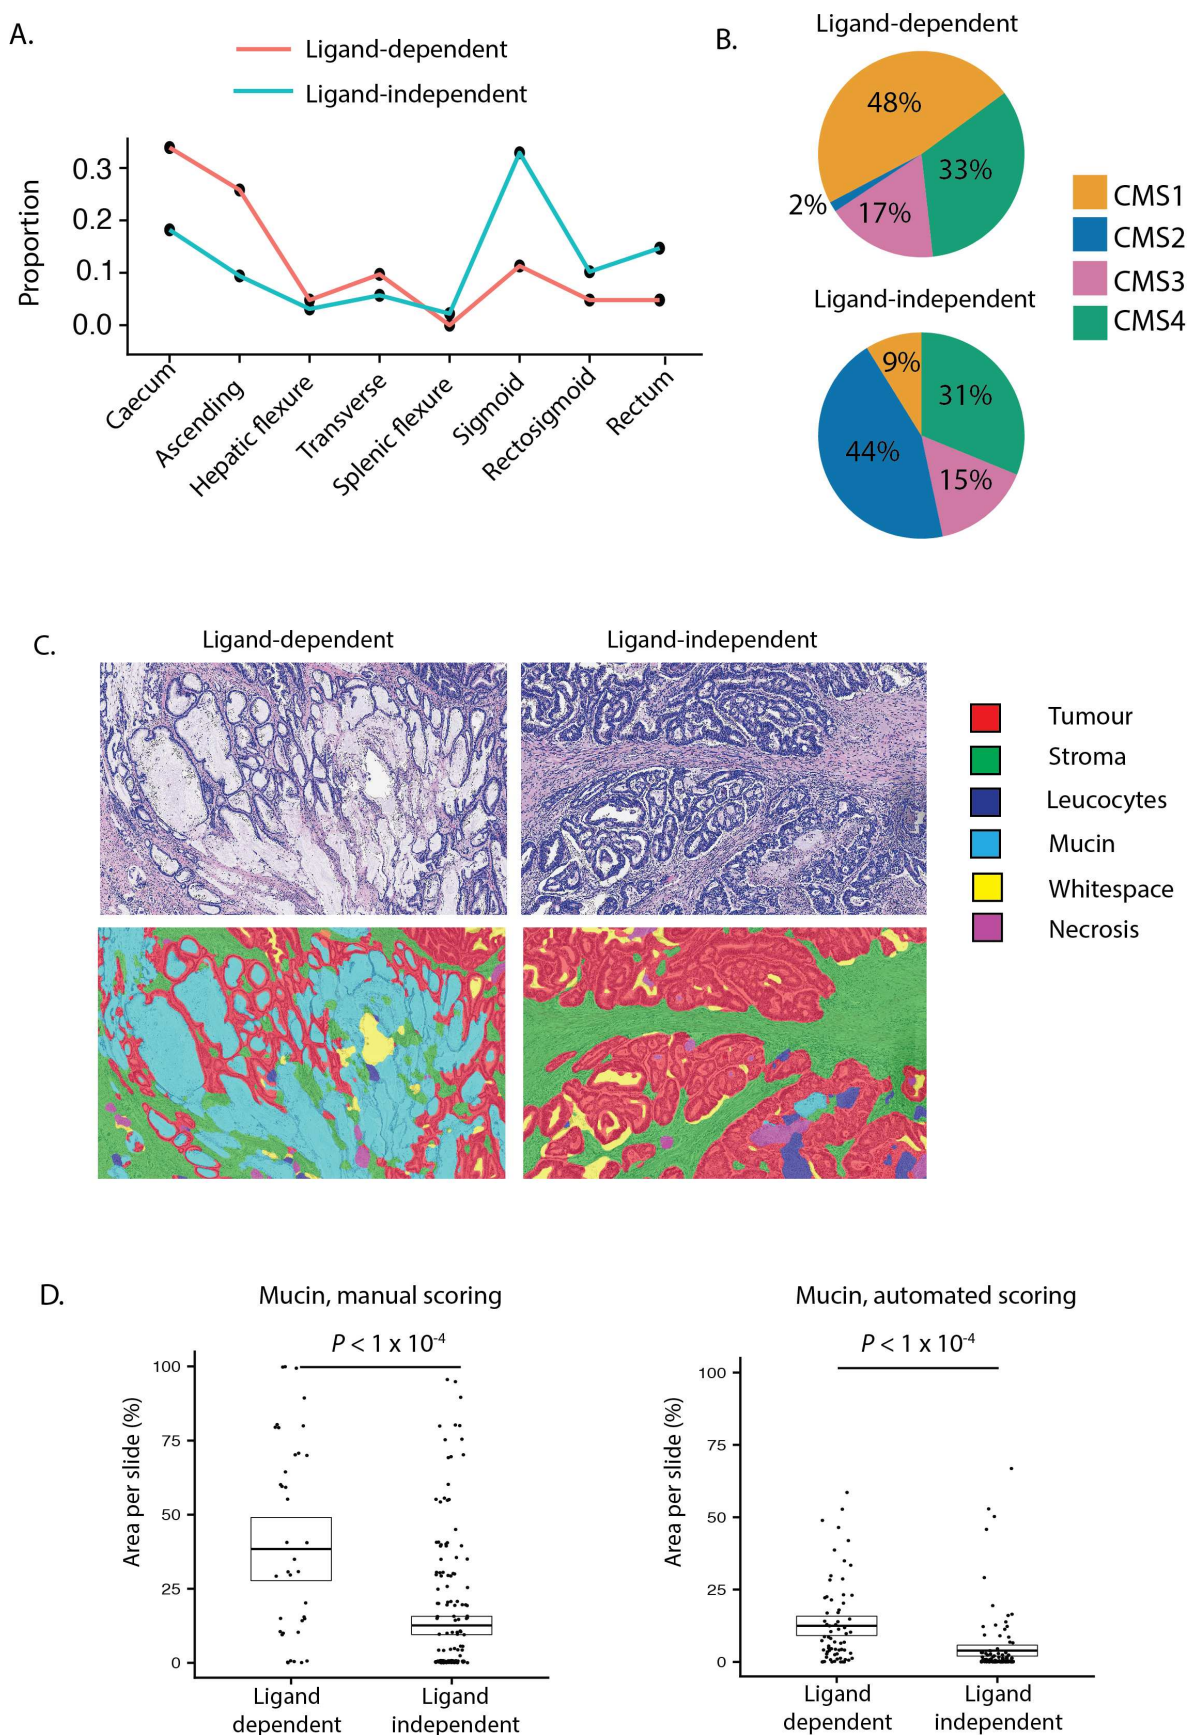 A.
Ligand-dependent
Ligand-independent
Proportion
0.3
0.2
0.1
0.0
Caecum
Ascending
Hepatic flexure
Transverse
Splenic flexure
Sigmoid
Rectosigmoid
Rectum
B.
Ligand-dependent
48%
33%
2%
17%
Ligand-independent
9%
31%
44%
15%
CMS1
CMS2
CMS3
CMS4
C.
Ligand-dependent
Ligand-independent
Tumour
Stroma
Leucocytes
Mucin
Whitespace
Necrosis
D.
Mucin, manual scoring
P < 1 x 10-4
Area per slide (%)
100
75
50
25
0
Ligand
dependent
Ligand
independent
Mucin, automated scoring
P < 1 x 10-4
Area per slide (%)
100
75
50
25
0
Ligand
dependent
Ligand
independent